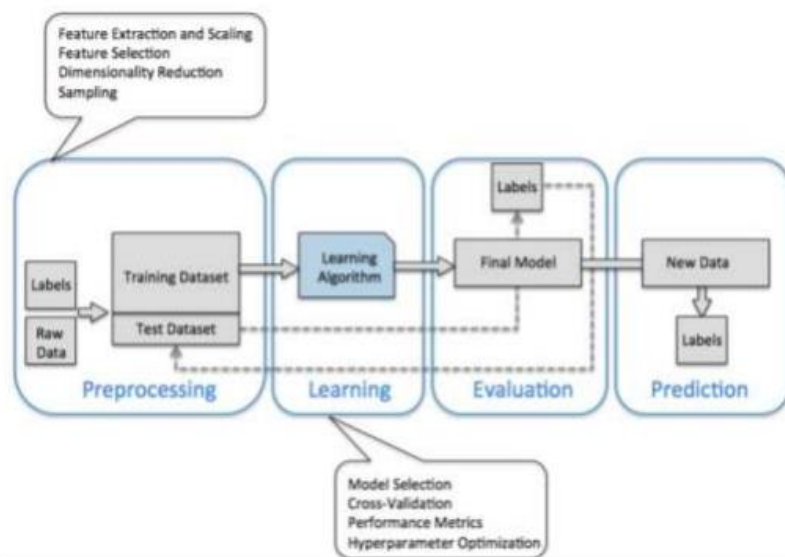 Feature Extraction and Scaling
Feature Selection
Dimensionality Reduction
Sampling
Labels
Raw
Data
Training Dataset
Test Dataset
Preprocessing
Learning
Algorithm
Learning
Labels
Final Model
Evaluation
New Data
Labels
Prediction
Model Selection
Cross-Validation
Performance Metrics
Hyperparameter Optimization